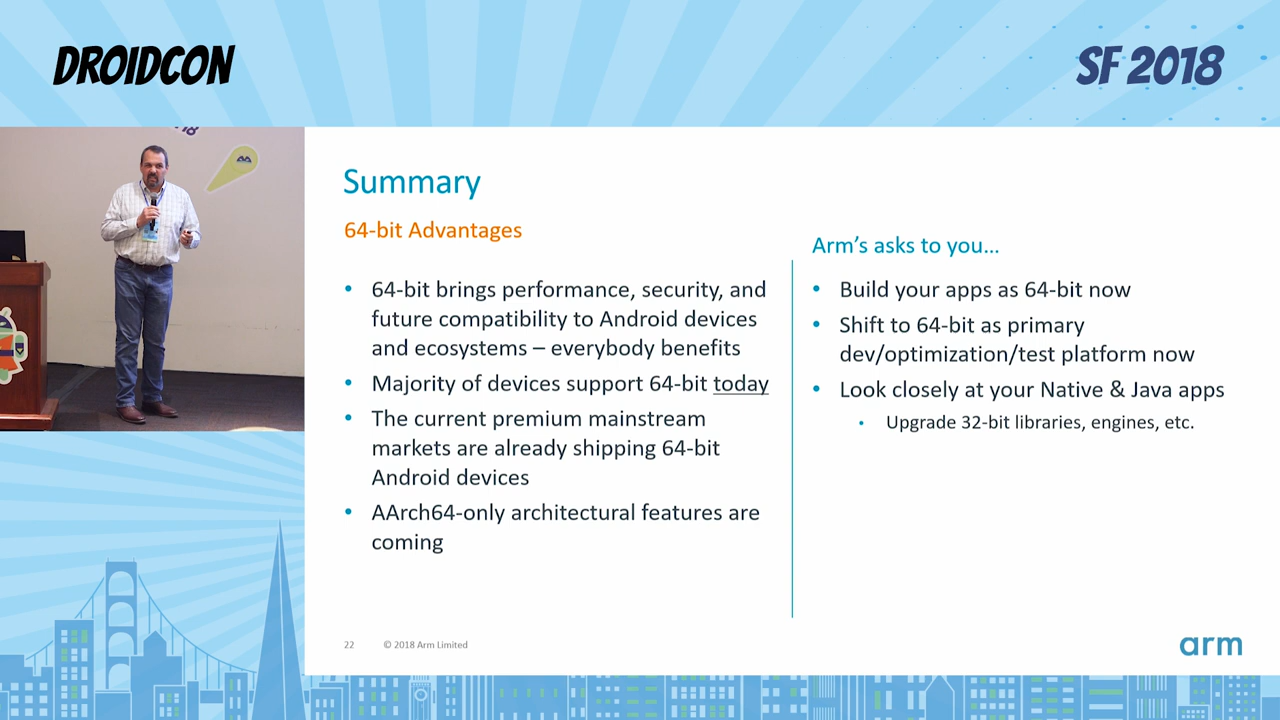 DROIDCON
SF 2018
Summary
64-bit Advantages
• 64-bit brings performance, security, and
future compatibility to Android devices
and ecosystems – everybody benefits
• Majority of devices support 64-bit today
• The current premium mainstream
markets are already shipping 64-bit
Android devices
• AArch64-only architectural features are
coming
Arm's asks to you…
• Build your apps as 64-bit now
• Shift to 64-bit as primary
dev/optimization/test platform now
• Look closely at your Native & Java apps
• Upgrade 32-bit libraries, engines, etc.
22 © 2018 Arm Limited
arm